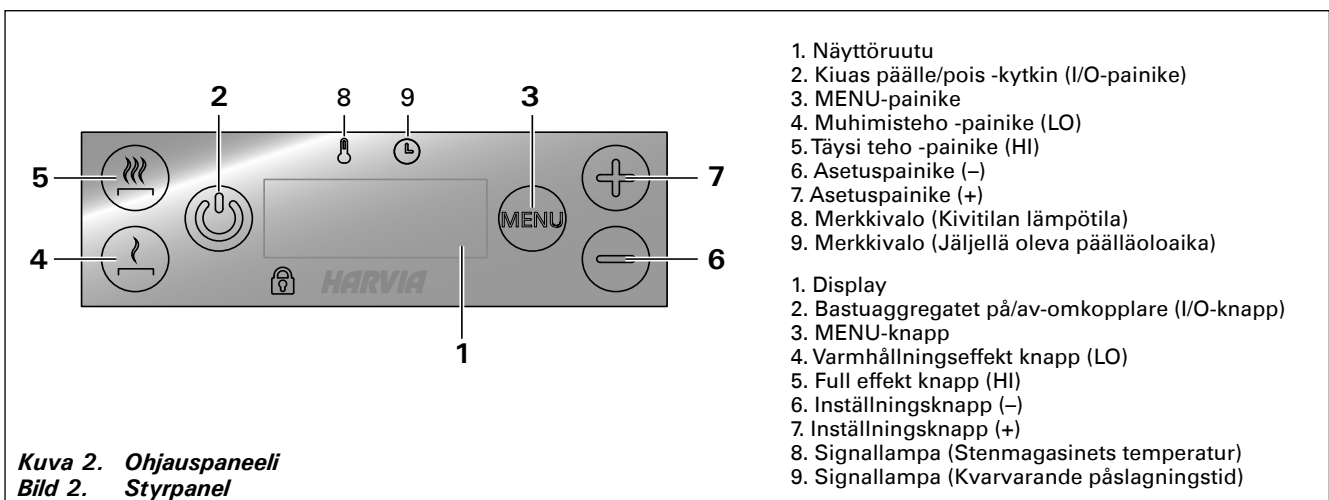 2
8
9
3
5
7
MENU
4
6
HARVIA
1
1. Näyttöruutu
2. Kiuas päälle/pois -kytkin (I/O-painike)
3. MENU-painike
4. Muhimisteho -painike (LO)
5. Täysi teho -painike (HI)
6. Asetuspainike (–)
7. Asetuspainike (+)
8. Merkkivalo (Kivitilan lämpötila)
9. Merkkivalo (Jäljellä oleva päälläoloaika)
1. Display
2. Bastuaggregatet på/av-omkopplare (I/O-knapp)
3. MENU-knapp
4. Varmhållningseffekt knapp (LO)
5. Full effekt knapp (HI)
6. Inställningsknapp (–)
7. Inställningsknapp (+)
8. Signallampa (Stenmagasinets temperatur)
9. Signallampa (Kvarvarande påslagningstid)
Kuva 2. Ohjauspaneeli
Bild 2. Styrpanel